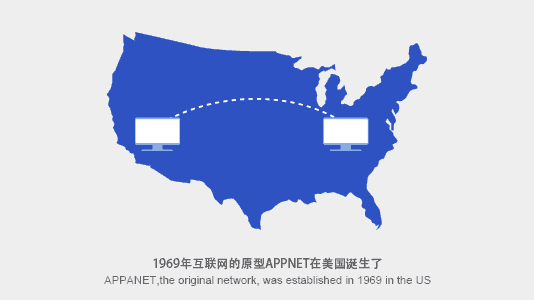 1969年互联网的原型APPNET在美国诞生了
APPANET,the original network, was established in 1969 in the US